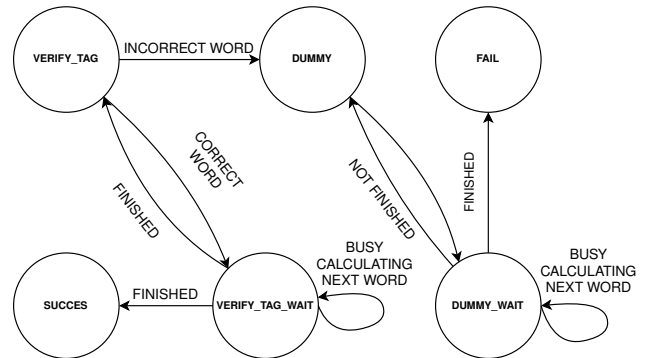 VERIFY_TAG
INCORRECT WORD
DUMMY
FAIL
CORRECT
WORD
FINISHED
NOT FINISHED
FINISHED
BUSY
CALCULATING
NEXT WORD
BUSY
CALCULATING
NEXT WORD
SUCCES
FINISHED
VERIFY_TAG_WAIT
DUMMY_WAIT